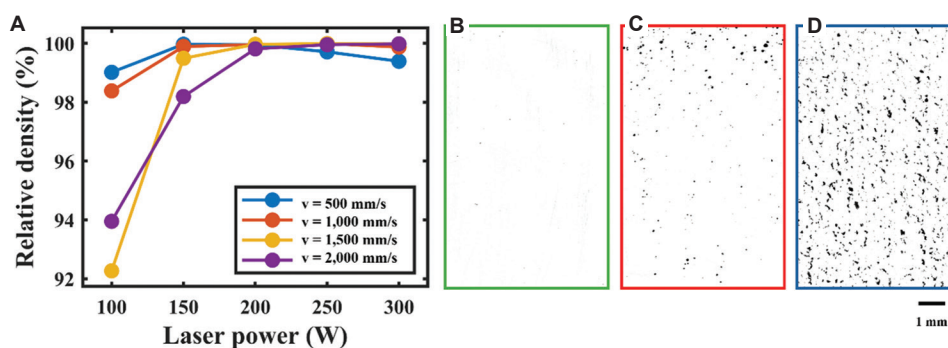 A
Relative density (%)
100
98
96
94
92
v = 500 mm/s
v = 1,000 mm/s
v = 1,500 mm/s
v = 2,000 mm/s
100 150 200 250 300
Laser power (W)
B
C
D
1 mm